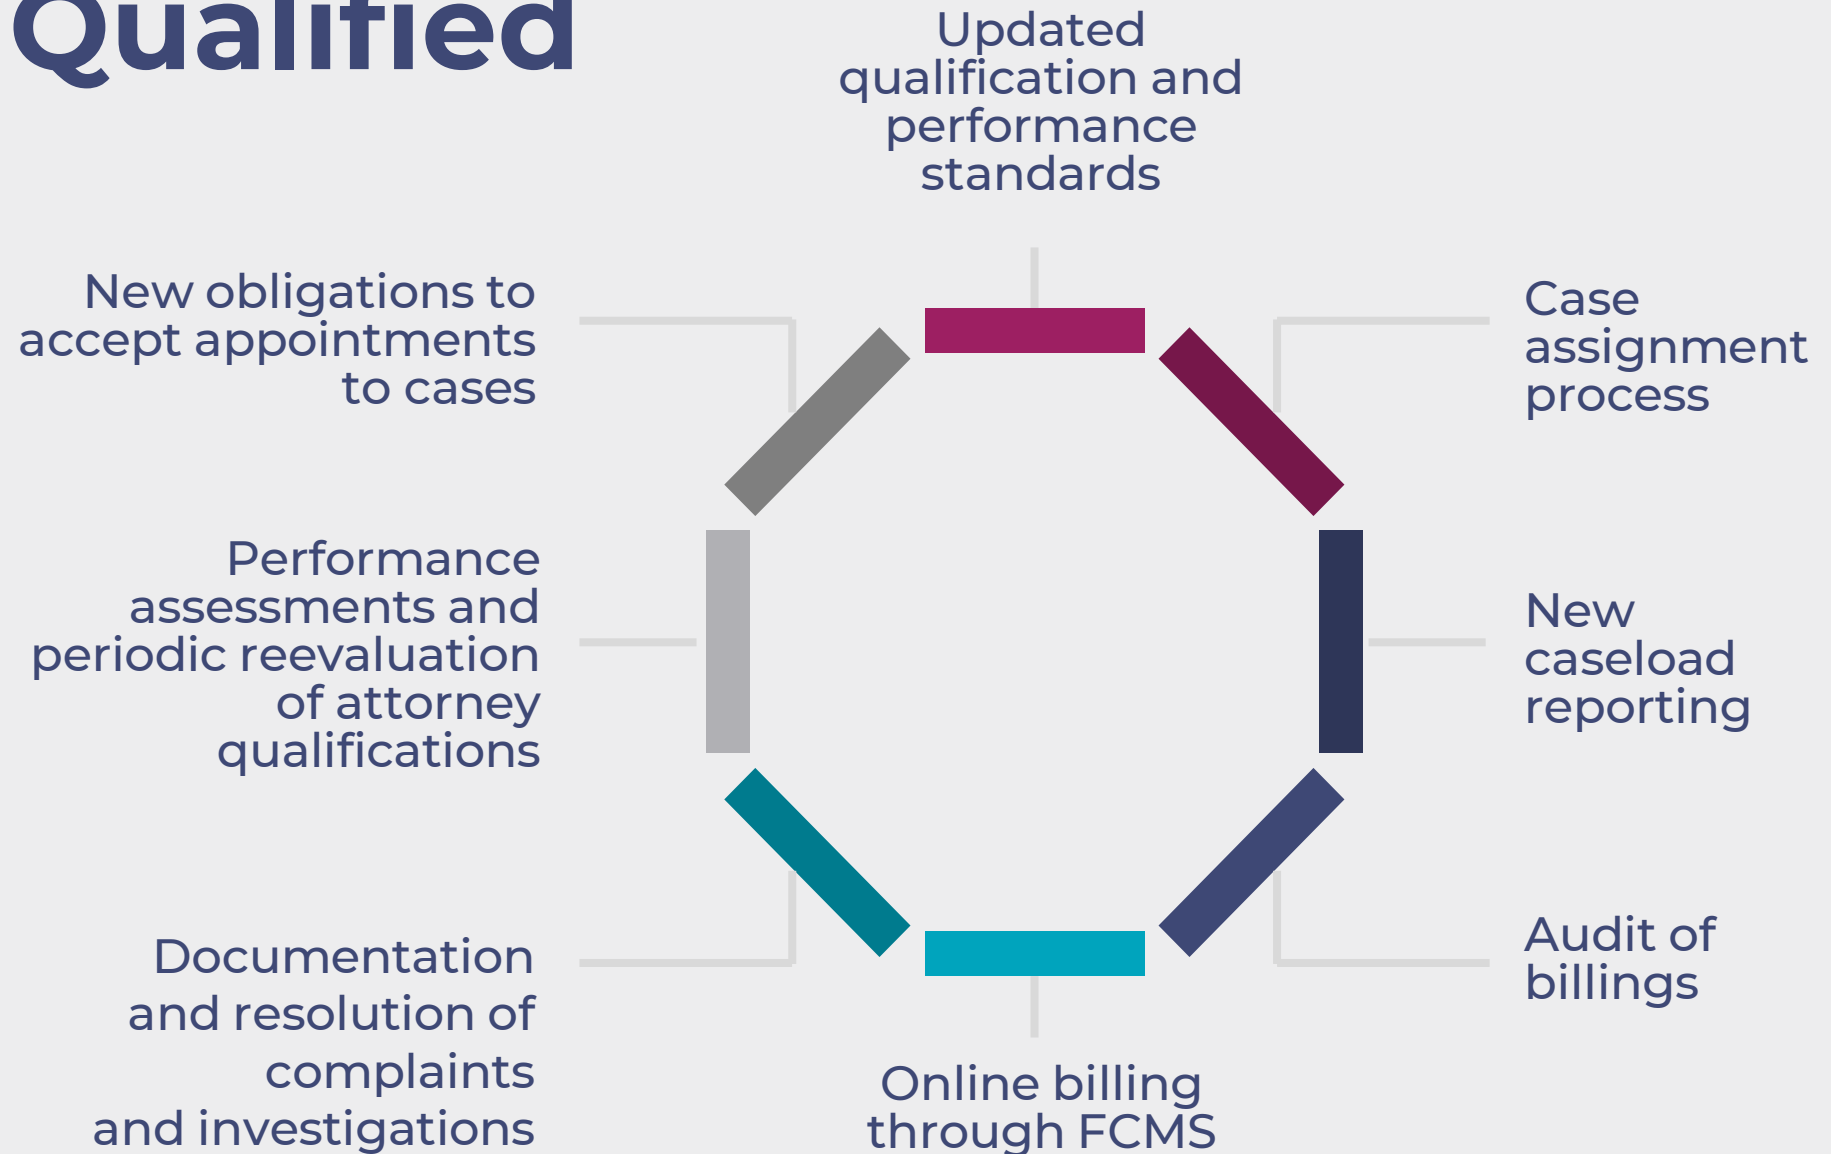 Qualified
Updated
qualification and
performance
standards
Case
assignment
process
New
caseload
reporting
Audit of
billings
Online billing
through FCMS
Documentation
and resolution of
complaints
and investigations
Performance
assessments and
periodic reevaluation
of attorney
qualifications
New obligations to
accept appointments
to cases